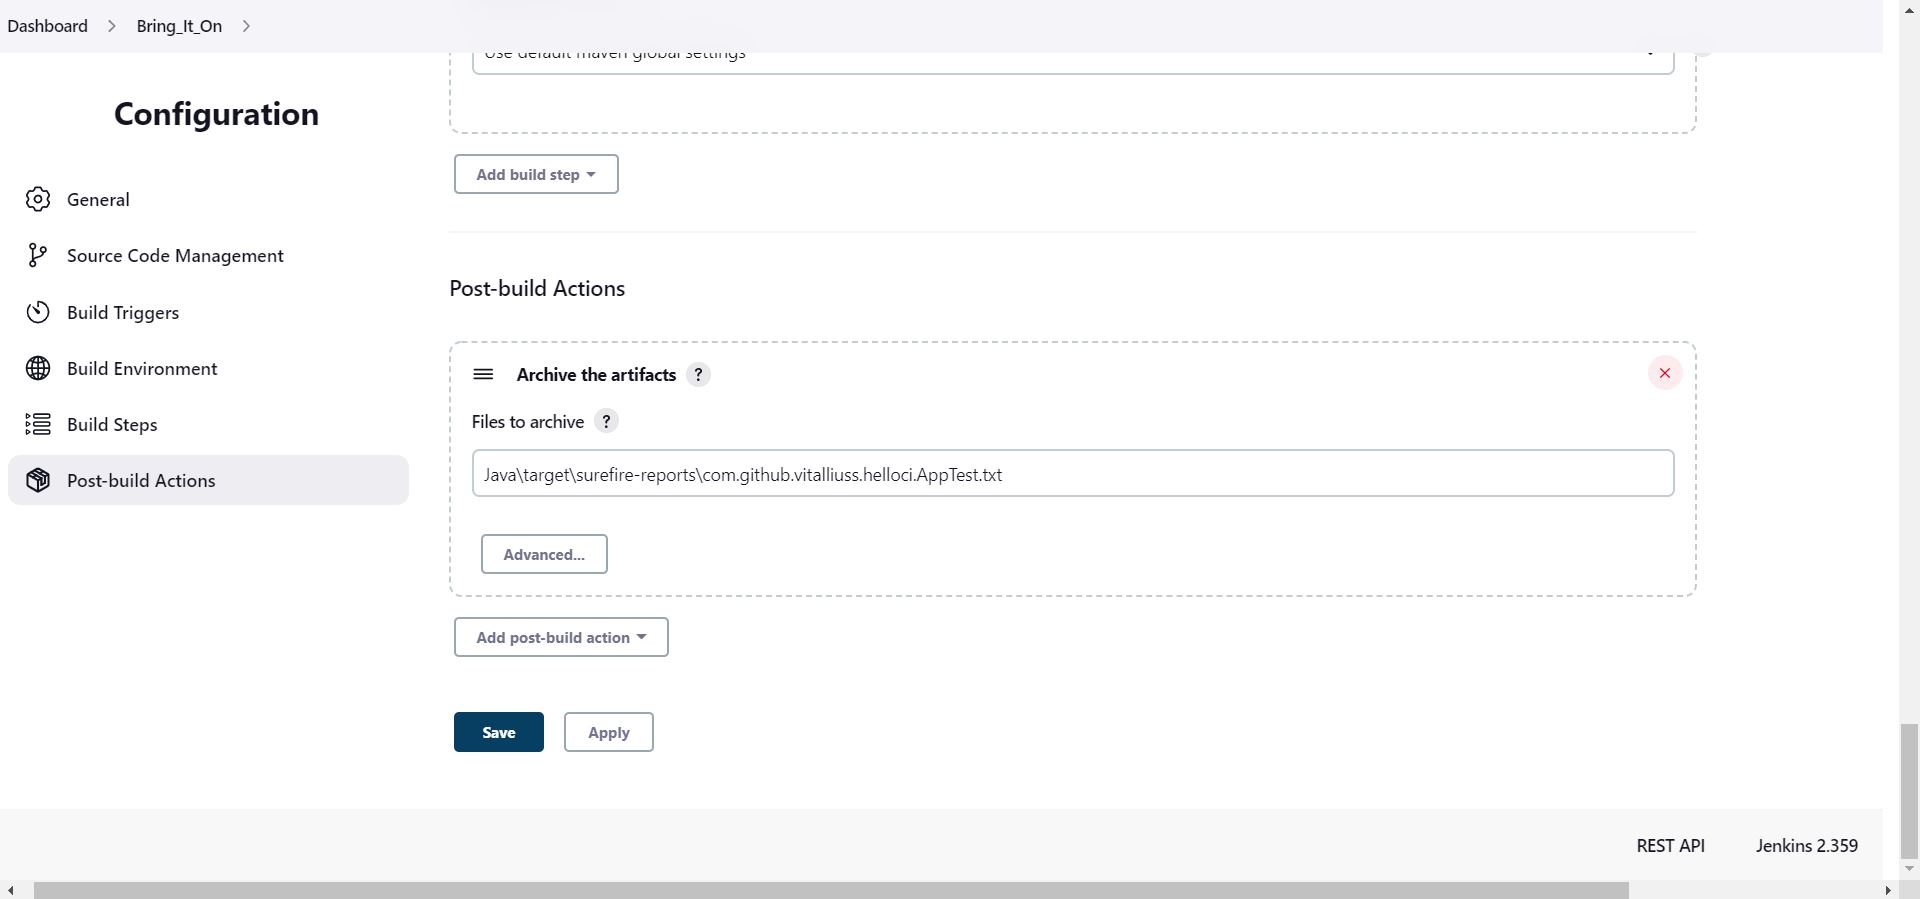 Dashboard > Bring_It_On >
Use default maven global settings
Configuration
General
Source Code Management
Build Triggers
Build Environment
Build Steps
Post-build Actions
Add build step
Post-build Actions
Archive the artifacts ?
Files to archive ?
Java\target\surefire-reports\com.github.vitalliuss.helloci.AppTest.txt
Advanced...
Add post-build action
Save Apply
REST API Jenkins 2.359